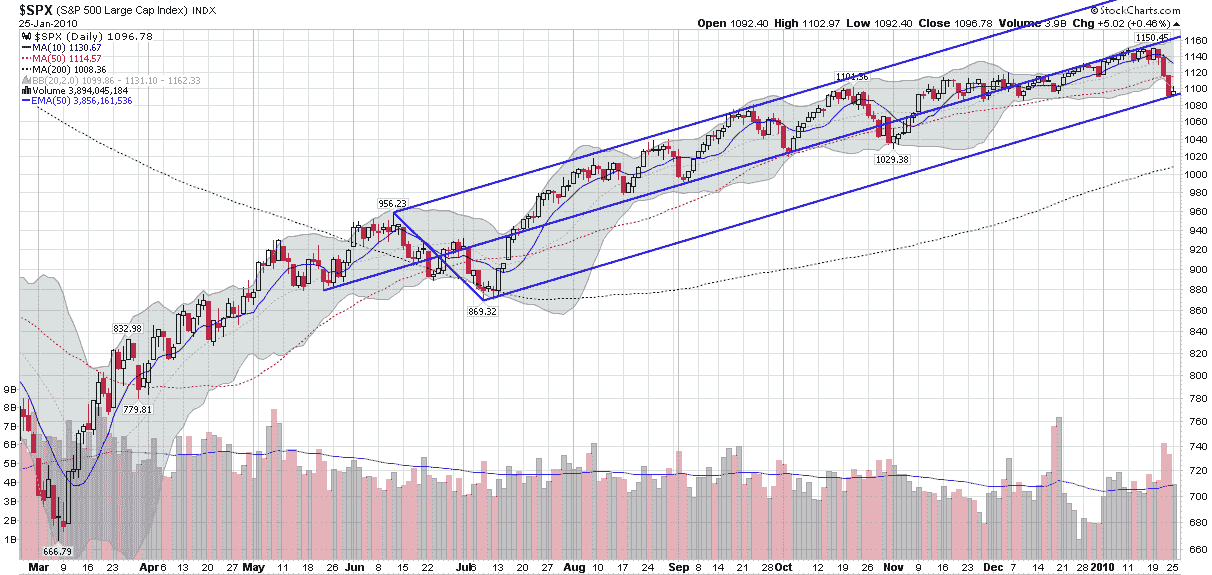 $SPX (S&P 500 Large Cap Index) INDX
© StockCharts.com
25-Jan-2010
Open 1092.40 High 1102.97 Low 1092.40 Close 1096.78 Volume 3.9B Chg +5.02 (+0.46%)
$SPX (Daily) 1096.78
MA(10) 1130.67
MA(50) 1114.57
MA(200) 1008.36
BB(20,2.0) 1099.86 - 1131.10 - 1162.33
Volume 3,894,045,184
EMA(50) 3,856,161,536
1150.45
1101.36
1029.38
956.23
869.32
832.98
779.81
666.79
1160
1140
1120
1100
1080
1060
1040
1020
1000
980
960
940
920
900
880
860
840
820
800
780
760
740
720
700
680
660
9B
8B
7B
6B
5B
4B
3B
2B
1B
Mar 9 16 23 Apr 6 13 20 27 May 11 18 26 Jun 8 15 22 Jul 6 13 20 27 Aug 10 17 24 Sep 8 14 21 28 Oct 12 19 26 Nov 9 16 23 Dec 7 14 21 28 2010 11 19 25